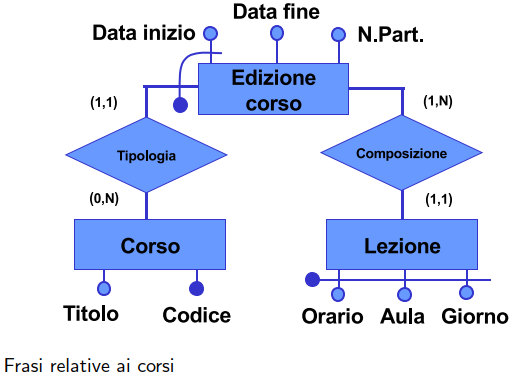 Data fine
Data inizio
N.Part.
Edizione
corso
(1,1)
(1,N)
Tipologia
Composizione
(0,N)
(1,1)
Corso
Lezione
Titolo
Codice
Orario
Aula
Giorno
Frasi relative ai corsi